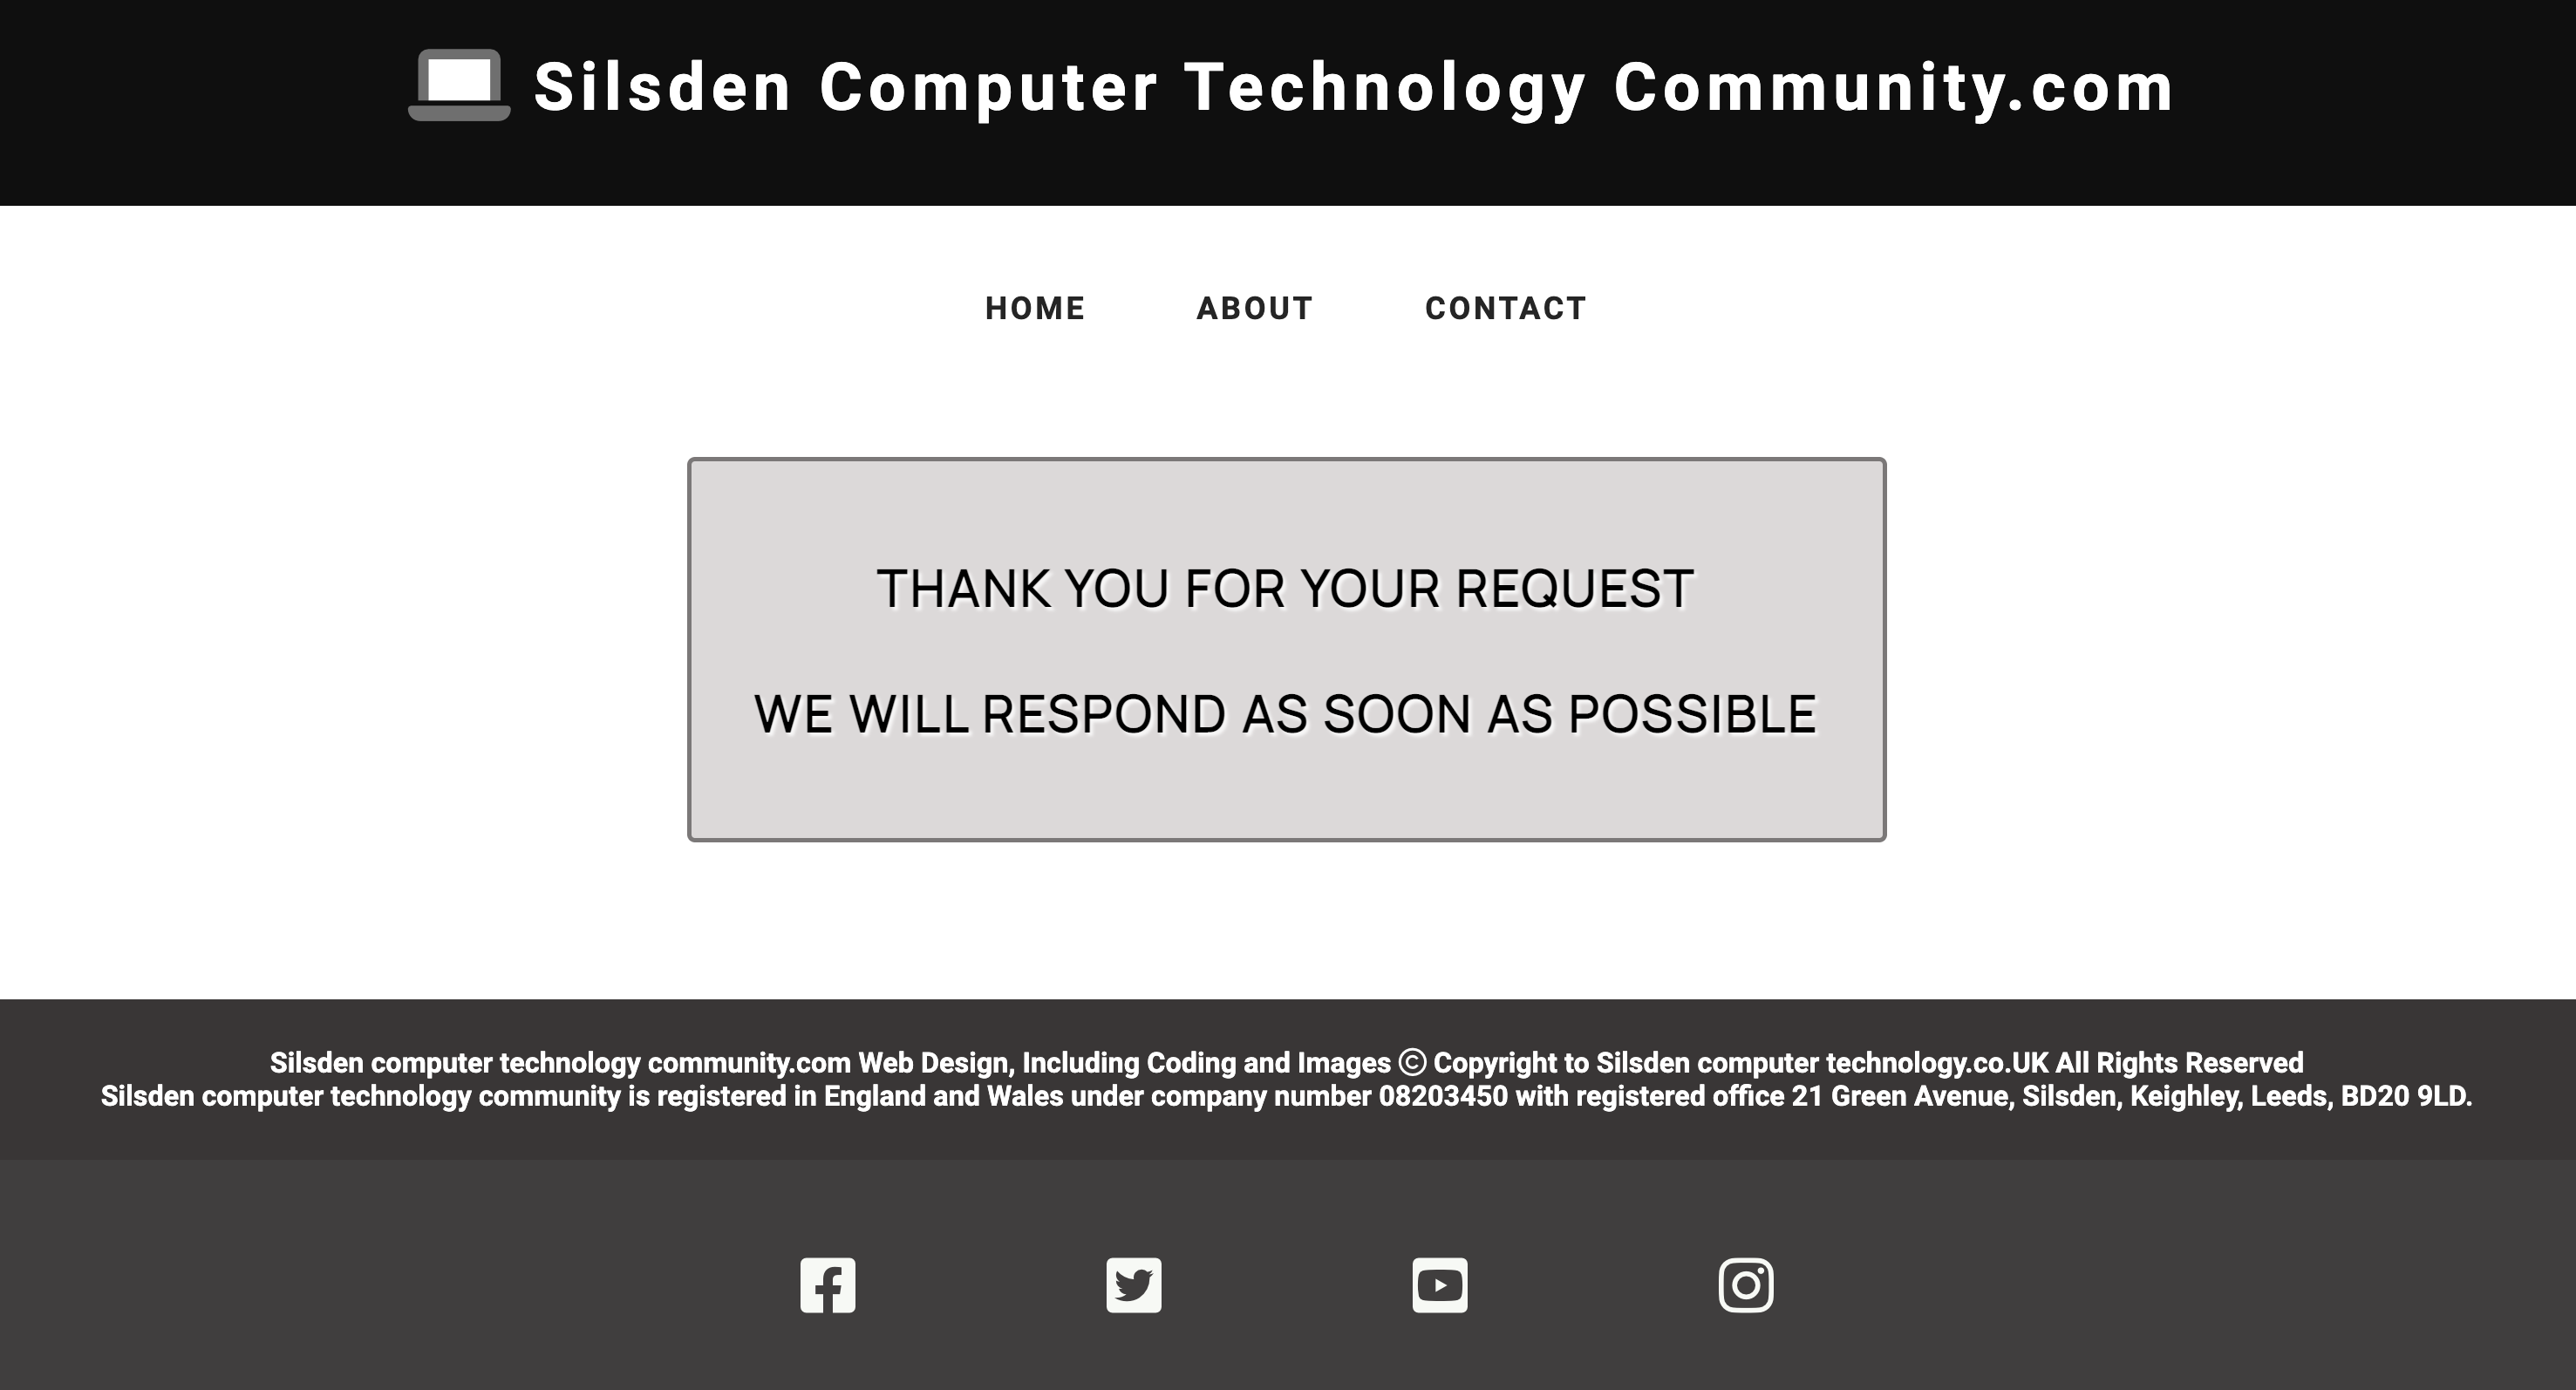 Silsden Computer Technology Community.com
HOME ABOUT CONTACT
THANK YOU FOR YOUR REQUEST
WE WILL RESPOND AS SOON AS POSSIBLE
Silsden computer technology community.com Web Design, Including Coding and Images © Copyright to Silsden computer technology.co.UK All Rights Reserved
Silsden computer technology community is registered in England and Wales under company number 08203450 with registered office 21 Green Avenue, Silsden, Keighley, Leeds, BD20 9LD.